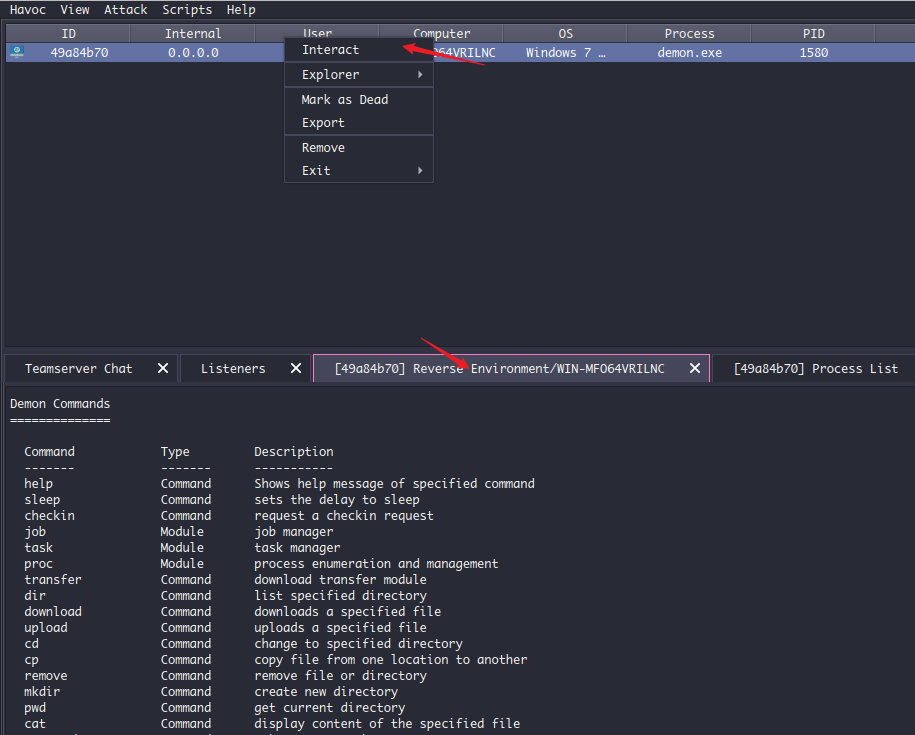 Havoc View Attack Scripts Help
ID Internal User Computer OS Process PID
49a84b70 0.0.0.0 O64VRILNC Windows 7 … demon.exe 1580
Interact
Explorer
Mark as Dead
Export
Remove
Exit
Teamserver Chat Listeners [49a84b70] Reverse Environment/WIN-MFO64VRILNC [49a84b70] Process List
Demon Commands
==============
Command Type Description
------- ------- -----------
help Command Shows help message of specified command
sleep Command sets the delay to sleep
checkin Command request a checkin request
job Module job manager
task Module task manager
proc Module process enumeration and management
transfer Command download transfer module
dir Command list specified directory
download Command downloads a specified file
upload Command uploads a specified file
cd Command change to specified directory
cp Command copy file from one location to another
remove Command remove file or directory
mkdir Command create new directory
pwd Command get current directory
cat Command display content of the specified file